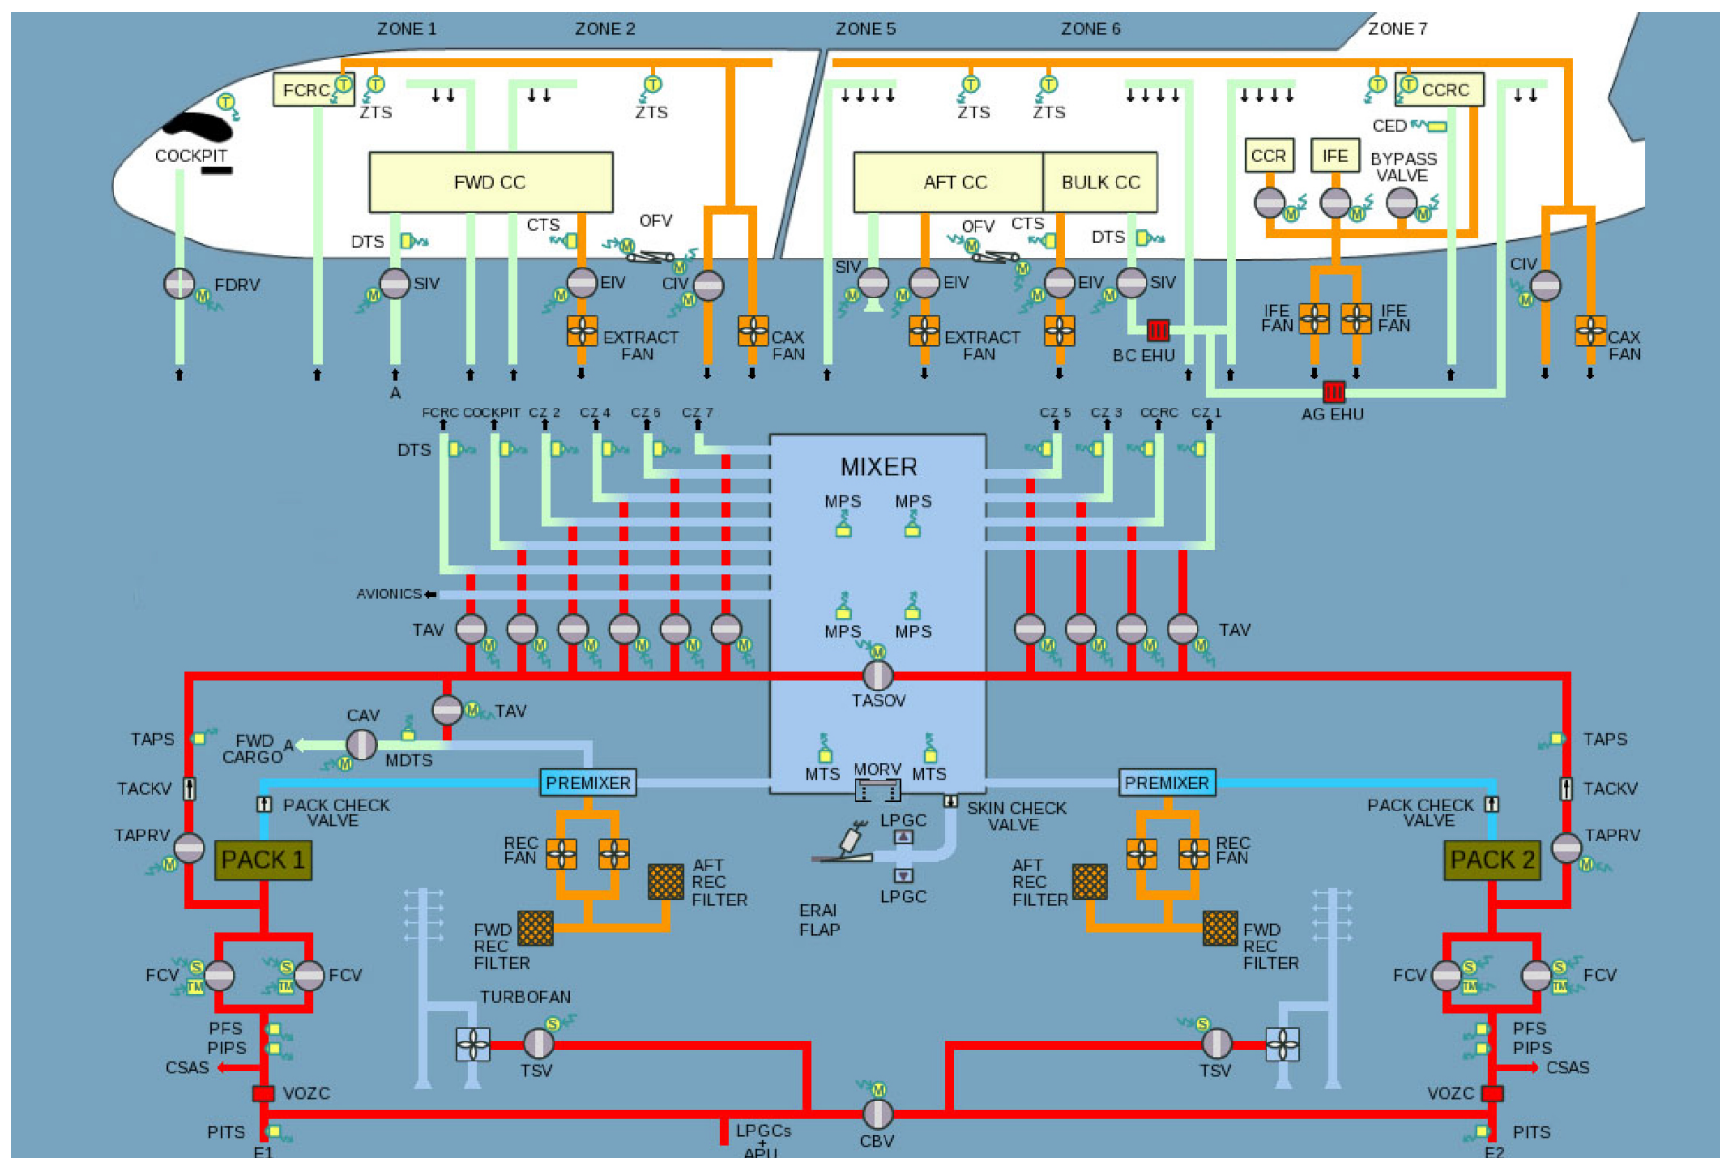 ZONE 1
ZONE 2
ZONE 5
ZONE 6
ZONE 7
T
FCRC
T
T
ZTS
T
ZTS
T
ZTS
T
ZTS
T
T
CCRC
CED
COCKPIT
CCR
IFE
BYPASS
VALVE
FWD CC
AFT CC
BULK CC
M
M
M
DTS
CTS
OFV
M
M
OFV
M
M
CTS
DTS
FDRV
M
SIV
M
EIV
M
CIV
M
SIV
EIV
M
EIV
M
SIV
M
CIV
M
EXTRACT
FAN
CAX
FAN
EXTRACT
FAN
BC EHU
IFE
FAN
IFE
FAN
CAX
FAN
A
AG EHU
FCRC
COCKPIT
CZ 2
CZ 4
CZ 6
CZ 7
CZ 5
CZ 3
CCRC
CZ 1
DTS
MIXER
MPS
MPS
AVIONICS
MPS
MPS
TAV
M
M
M
M
M
M
M
M
M
M
TAV
M
TASOV
CAV
M
TAV
TAPS
FWD
CARGO
A
M
MDTS
MTS
MORV
MTS
TAPS
TACKV
PACK CHECK
VALVE
PREMIXER
PREMIXER
SKIN CHECK
VALVE
PACK CHECK
VALVE
TACKV
LPGC
TAPRV
M
PACK 1
REC
FAN
AFT
REC
FILTER
LPGC
ERAI
FLAP
AFT
REC
FILTER
REC
FAN
PACK 2
TAPRV
M
FWD
REC
FILTER
FWD
REC
FILTER
FCV
S
TM
S
TM
FCV
FCV
S
TM
S
TM
FCV
TURBOFAN
S
TSV
S
TSV
PFS
PIPS
CSAS
VOZC
PITS
E1
PFS
PIPS
CSAS
VOZC
PITS
E2
M
CBV
LPGCs
+
APU